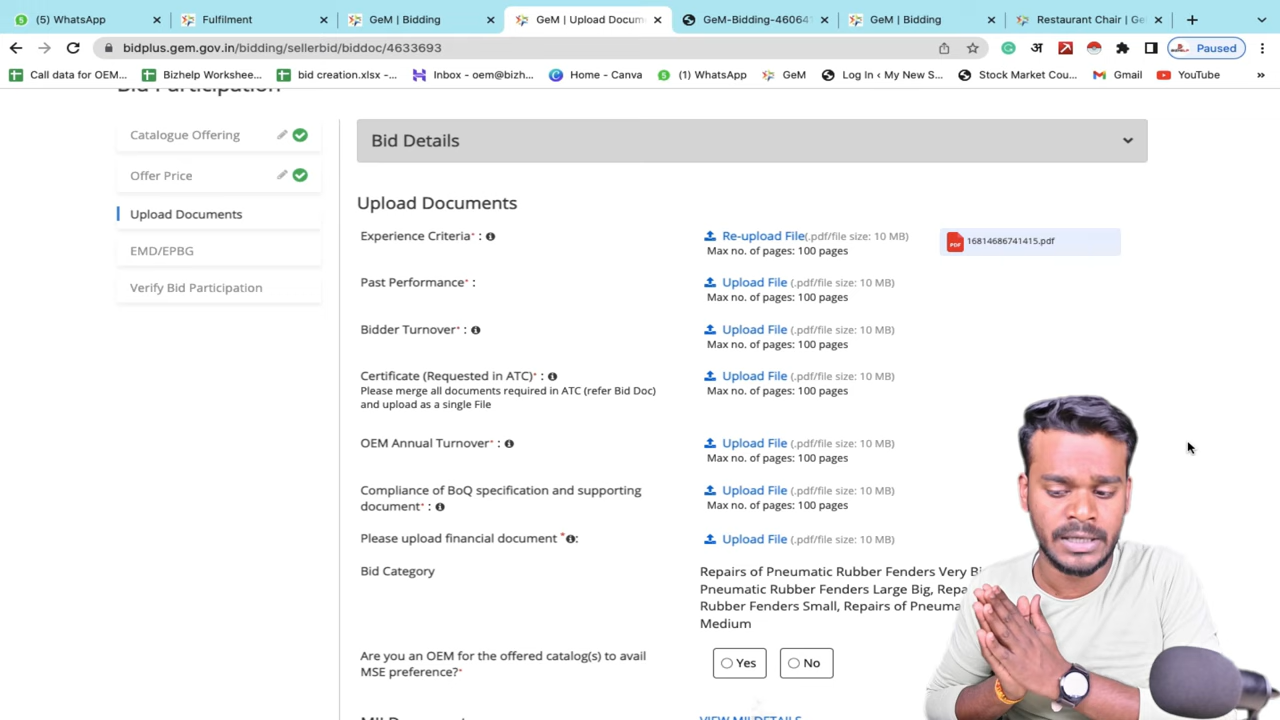 (5) WhatsApp
Fulfilment
GeM | Bidding
GeM | Upload Docum
GeM-Bidding-46064
GeM | Bidding
Restaurant Chair | Ge
bidplus.gem.gov.in/bidding/sellerbid/biddoc/4633693
Paused
Call data for OEM...
Bizhelp Workshee...
bid creation.xlsx -...
Inbox - oem@bizh...
Home - Canva
(1) WhatsApp
GeM
Log In ‹ My New S...
Stock Market Cou...
Gmail
YouTube
Bid Participation
Catalogue Offering
Offer Price
Upload Documents
EMD/EPBG
Verify Bid Participation
Bid Details
Upload Documents
Experience Criteria* :
Re-upload File(.pdf/file size: 10 MB)
Max no. of pages: 100 pages
PDF
16814686741415.pdf
Past Performance* :
Upload File (.pdf/file size: 10 MB)
Max no. of pages: 100 pages
Bidder Turnover* :
Upload File (.pdf/file size: 10 MB)
Max no. of pages: 100 pages
Certificate (Requested in ATC)* :
Please merge all documents required in ATC (refer Bid Doc)
and upload as a single File
Upload File (.pdf/file size: 10 MB)
Max no. of pages: 100 pages
OEM Annual Turnover* :
Upload File (.pdf/file size: 10 MB)
Max no. of pages: 100 pages
Compliance of BoQ specification and supporting
document* :
Upload File (.pdf/file size: 10 MB)
Max no. of pages: 100 pages
Please upload financial document * :
Upload File (.pdf/file size: 10 MB)
Bid Category
Repairs of Pneumatic Rubber Fenders Very Bi
Pneumatic Rubber Fenders Large Big, Repa
Rubber Fenders Small, Repairs of Pneuma
Medium
Are you an OEM for the offered catalog(s) to avail
MSE preference?*
Yes
No
VIEW MII DETAILS